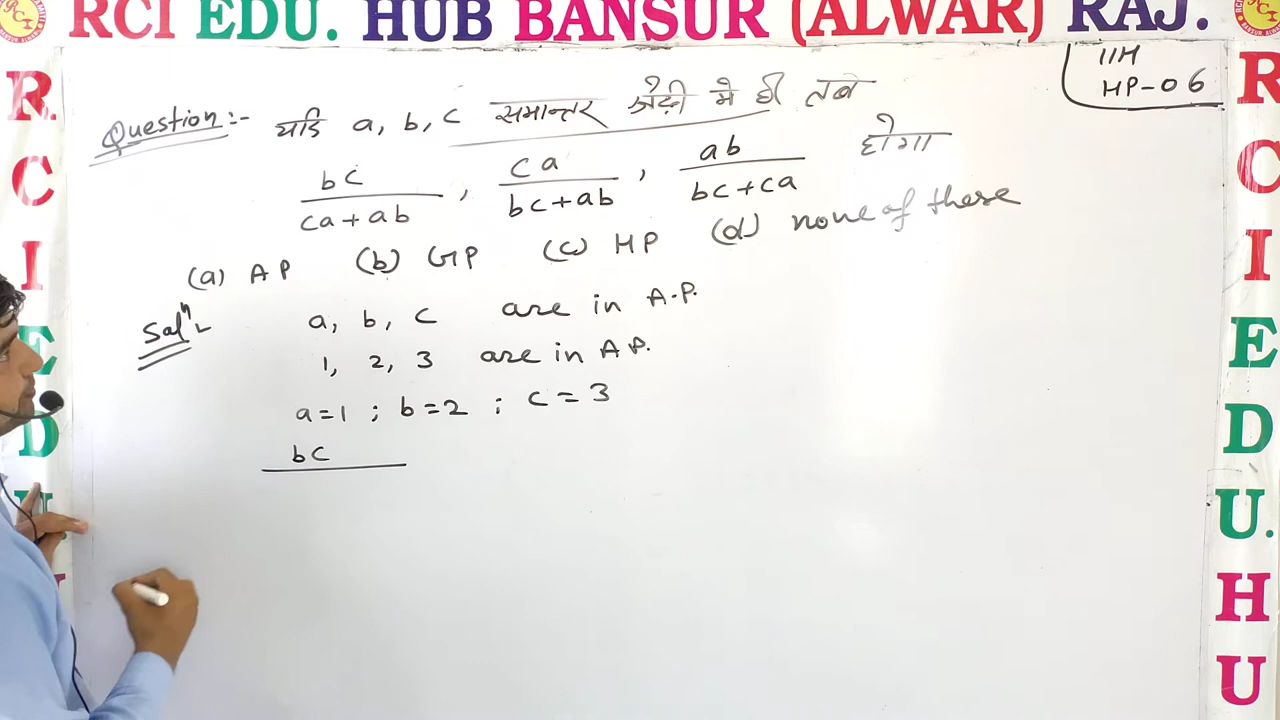 RCI EDU. HUB BANSUR (ALWAR) RAJ.
11H
HP-06
Question:- यदि a, b, c समान्तर श्रेढ़ी में हो तब
bc/(ca+ab) , ca/(bc+ab) , ab/(bc+ca) होगा
(a) AP (b) GP (c) HP (d) none of these
Solⁿ- a, b, c are in A.P.
1, 2, 3 are in A.P.
a=1 ; b=2 ; c=3
bc
R.
C
I
E
D
U
R
C
I
E
D
U.
H
U